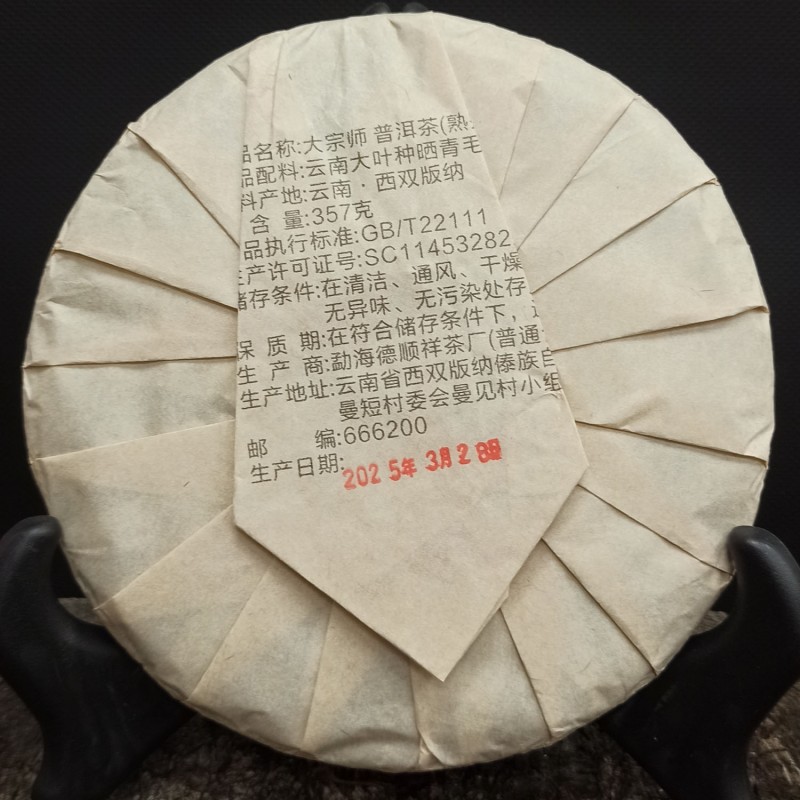 品名称:大宗师 普洱茶(熟
品配料:云南大叶种晒青毛
料产地:云南·西双版纳
含 量:357克
品执行标准:GB/T22111
生产许可证号:SC11453282
储存条件:在清洁、通风、干燥
无异味、无污染处存
保 质 期:在符合储存条件下,
生 产 商:勐海德顺祥茶厂(普通
生产地址:云南省西双版纳傣族自
曼短村委会曼见村小组
邮 编:666200
生产日期:
2025年3月28日